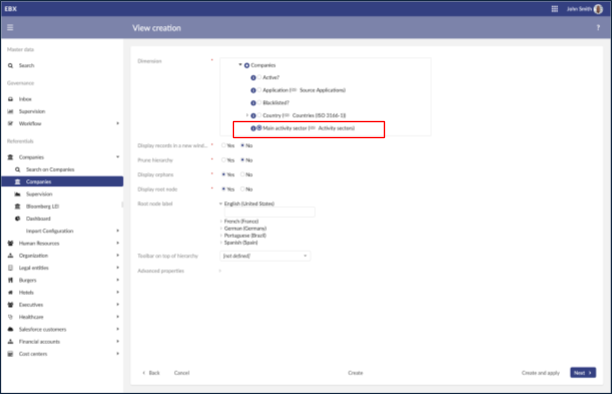 EBX
John Smith
View creation
?
Master data
Search
Governance
Inbox
Supervision
Workflow
Referentials
Companies
Search on Companies
Companies
Supervision
Bloomberg LEI
Dashboard
Import Configuration
Human Resources
Organization
Legal entities
Burgers
Hotels
Executives
Healthcare
Salesforce customers
Financial accounts
Cost centers
Dimension *
Companies
Active?
Application ( Source Applications)
Blacklisted?
Country ( Countries (ISO 3166-1))
Main activity sector ( Activity sectors)
Display records in a new wind... * Yes No
Prune hierarchy * Yes No
Display orphans * Yes No
Display root node * Yes No
Root node label English (United States)
French (France)
German (Germany)
Portuguese (Brazil)
Spanish (Spain)
Toolbar on top of hierarchy [not defined]
Advanced properties
Back Cancel Create Create and apply Next